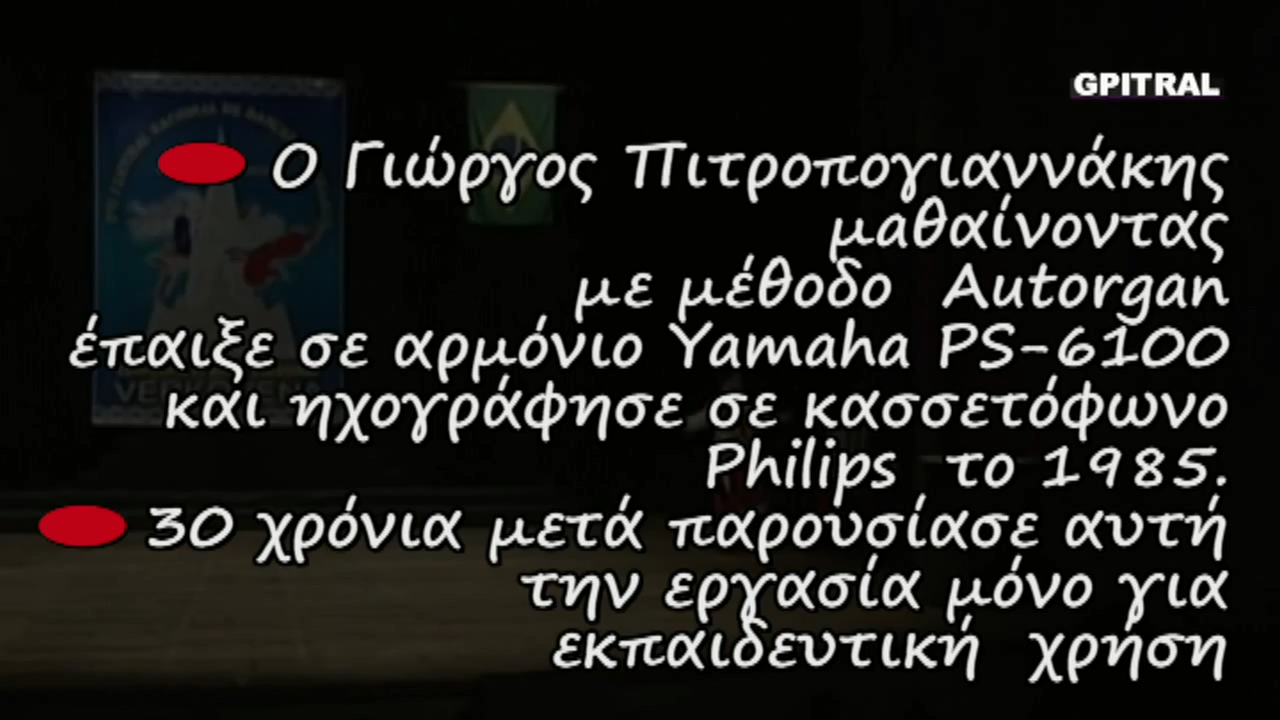 GPITRAL
Ο Γιώργος Πιτροπογιαννάκης
μαθαίνοντας
με μέθοδο Autorgan
έπαιξε σε αρμόνιο Yamaha PS-6100
και ηχογράφησε σε κασσετόφωνο
Philips το 1985.
30 χρόνια μετά παρουσίασε αυτή
την εργασία μόνο για
εκπαιδευτική χρήση